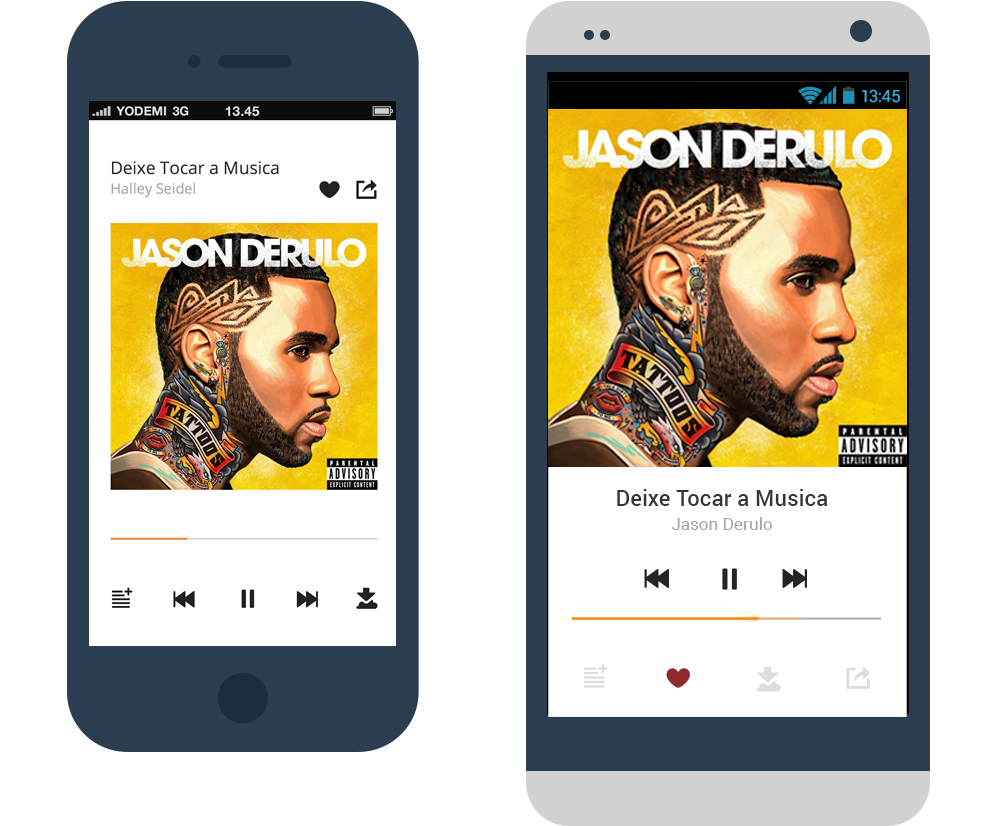 YODEMI 3G 13.45
Deixe Tocar a Musica
Halley Seidel
JASON DERULO
TATTOOS
PARENTAL
ADVISORY
EXPLICIT CONTENT
13:45
JASON DERULO
TATTOOS
PARENTAL
ADVISORY
EXPLICIT CONTENT
Deixe Tocar a Musica
Jason Derulo